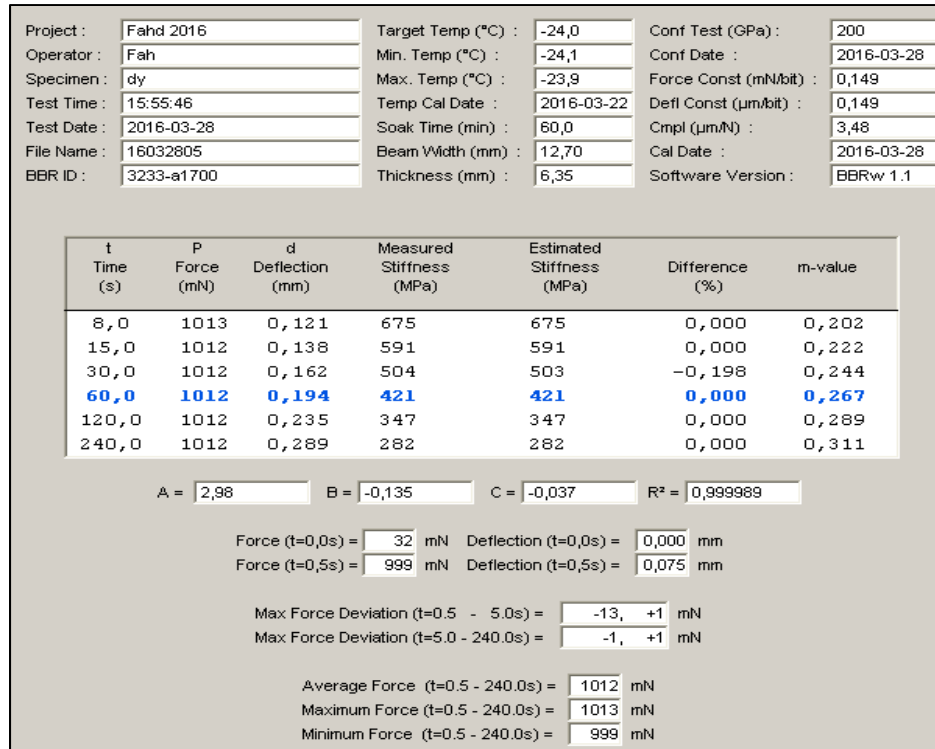 Project : Fahd 2016 Target Temp (°C) : -24,0 Conf Test (GPa) : 200
Operator : Fah Min. Temp (°C) : -24,1 Conf Date : 2016-03-28
Specimen : dy Max. Temp (°C) : -23,9 Force Const (mN/bit) : 0,149
Test Time : 15:55:46 Temp Cal Date : 2016-03-22 Defl Const (µm/bit) : 0,149
Test Date : 2016-03-28 Soak Time (min) : 60,0 Cmpl (µm/N) : 3,48
File Name : 16032805 Beam Width (mm) : 12,70 Cal Date : 2016-03-28
BBR ID : 3233-a1700 Thickness (mm) : 6,35 Software Version : BBRw 1.1
t P d Measured Estimated
Time Force Deflection Stiffness Stiffness Difference m-value
(s) (mN) (mm) (MPa) (MPa) (%)
8,0 1013 0,121 675 675 0,000 0,202
15,0 1012 0,138 591 591 0,000 0,222
30,0 1012 0,162 504 503 -0,198 0,244
60,0 1012 0,194 421 421 0,000 0,267
120,0 1012 0,235 347 347 0,000 0,289
240,0 1012 0,289 282 282 0,000 0,311
A = 2,98 B = -0,135 C = -0,037 R² = 0,999989
Force (t=0,0s) = 32 mN Deflection (t=0,0s) = 0,000 mm
Force (t=0,5s) = 999 mN Deflection (t=0,5s) = 0,075 mm
Max Force Deviation (t=0.5 - 5.0s) = -13, +1 mN
Max Force Deviation (t=5.0 - 240.0s) = -1, +1 mN
Average Force (t=0.5 - 240.0s) = 1012 mN
Maximum Force (t=0.5 - 240.0s) = 1013 mN
Minimum Force (t=0.5 - 240.0s) = 999 mN